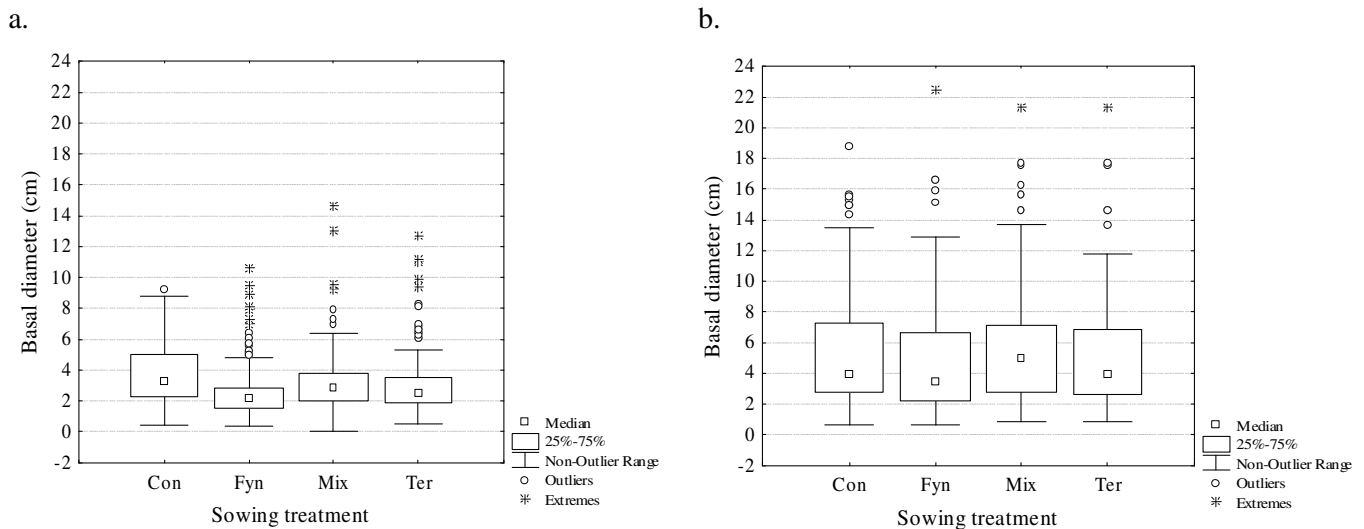 a.
Basal diameter (cm)
24
22
20
18
16
14
12
10
8
6
4
2
0
-2
Con Fyn Mix Ter
Sowing treatment
Median
25%-75%
Non-Outlier Range
Outliers
Extremes
b.
Basal diameter (cm)
24
22
20
18
16
14
12
10
8
6
4
2
0
-2
Con Fyn Mix Ter
Sowing treatment
Median
25%-75%
Non-Outlier Range
Outliers
Extremes